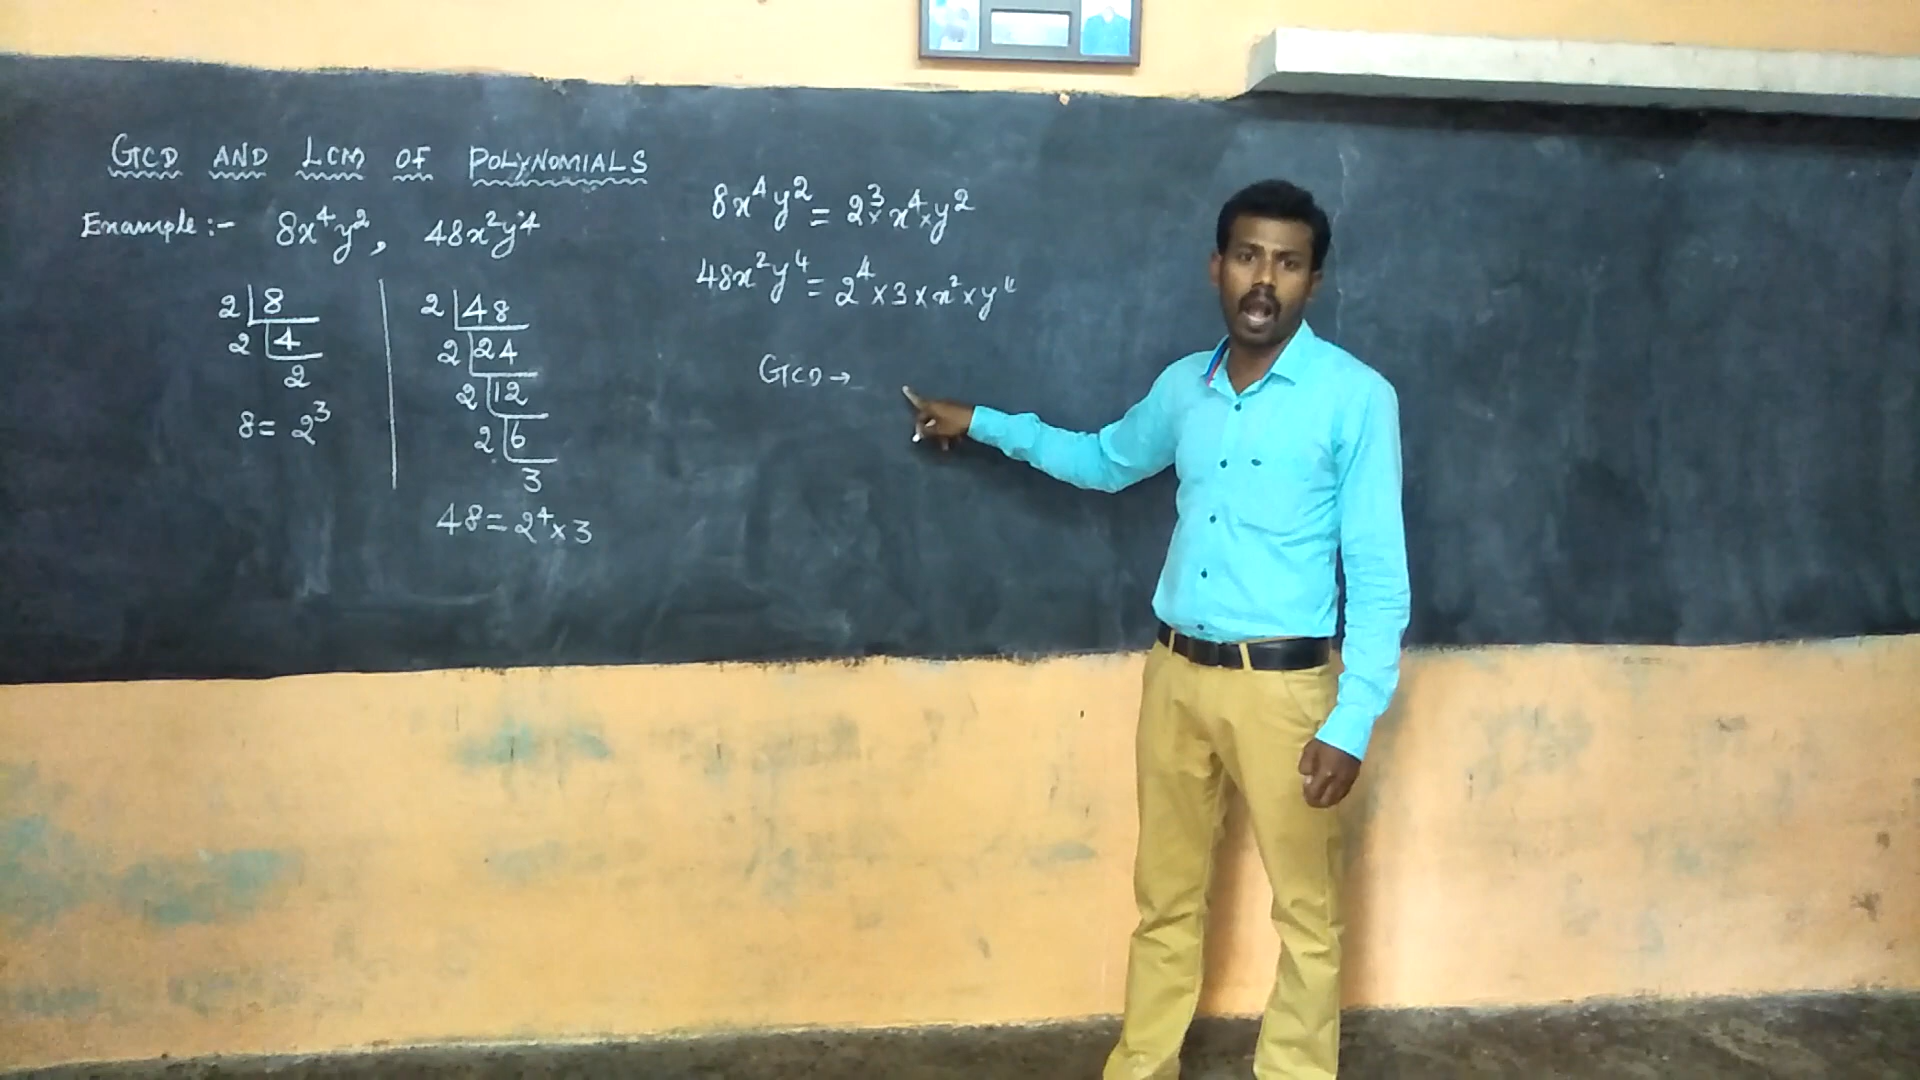 GCD AND LCM OF POLYNOMIALS
Example :- 8x⁴y², 48x²y⁴
2 | 8
2 | 4
2
8 = 2³
2 | 48
2 | 24
2 | 12
2 | 6
3
48 = 2⁴ × 3
8x⁴y² = 2³ × x⁴ × y²
48x²y⁴ = 2⁴ × 3 × x² × y⁴
GCD →